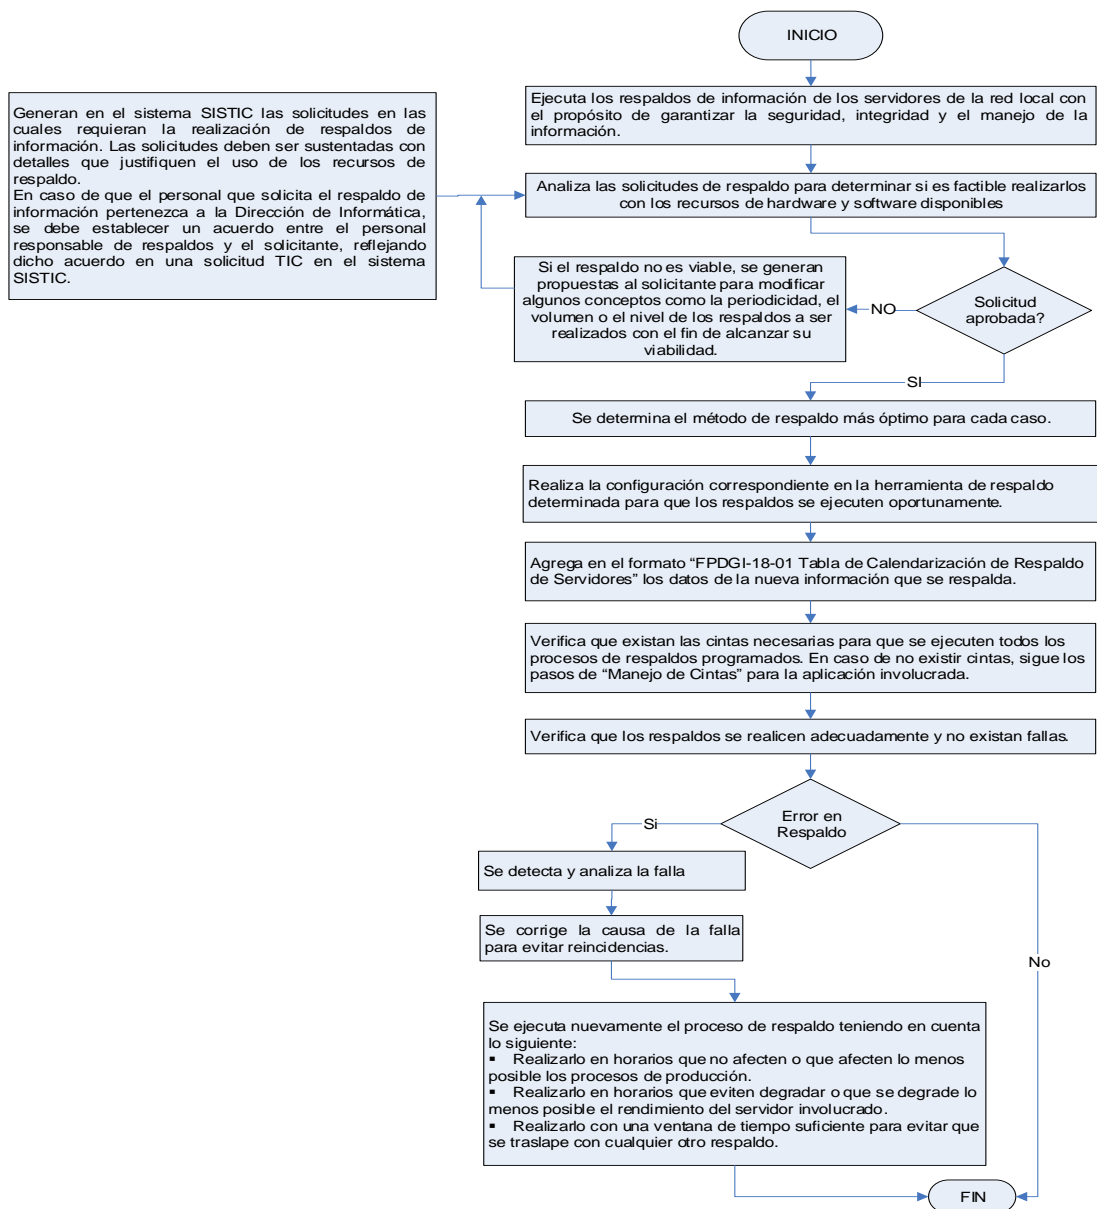 INICIO
Ejecuta los respaldos de información de los servidores de la red local con
el propósito de garantizar la seguridad, integridad y el manejo de la
información.
Generan en el sistema SISTIC las solicitudes en las
cuales requieran la realización de respaldos de
información. Las solicitudes deben ser sustentadas con
detalles que justifiquen el uso de los recursos de
respaldo.
En caso de que el personal que solicita el respaldo de
información pertenezca a la Dirección de Informática,
se debe establecer un acuerdo entre el personal
responsable de respaldos y el solicitante, reflejando
dicho acuerdo en una solicitud TIC en el sistema
SISTIC.
Analiza las solicitudes de respaldo para determinar si es factible realizarlos
con los recursos de hardware y software disponibles
Solicitud
aprobada?
NO
Si el respaldo no es viable, se generan
propuestas al solicitante para modificar
algunos conceptos como la periodicidad, el
volumen o el nivel de los respaldos a ser
realizados con el fin de alcanzar su
viabilidad.
SI
Se determina el método de respaldo más óptimo para cada caso.
Realiza la configuración correspondiente en la herramienta de respaldo
determinada para que los respaldos se ejecuten oportunamente.
Agrega en el formato “FPDGI-18-01 Tabla de Calendarización de Respaldo
de Servidores” los datos de la nueva información que se respalda.
Verifica que existan las cintas necesarias para que se ejecuten todos los
procesos de respaldos programados. En caso de no existir cintas, sigue los
pasos de “Manejo de Cintas” para la aplicación involucrada.
Verifica que los respaldos se realicen adecuadamente y no existan fallas.
Error en
Respaldo
Si
Se detecta y analiza la falla
Se corrige la causa de la falla
para evitar reincidencias.
No
Se ejecuta nuevamente el proceso de respaldo teniendo en cuenta
lo siguiente:
▪ Realizarlo en horarios que no afecten o que afecten lo menos
posible los procesos de producción.
▪ Realizarlo en horarios que eviten degradar o que se degrade lo
menos posible el rendimiento del servidor involucrado.
▪ Realizarlo con una ventana de tiempo suficiente para evitar que
se traslape con cualquier otro respaldo.
FIN